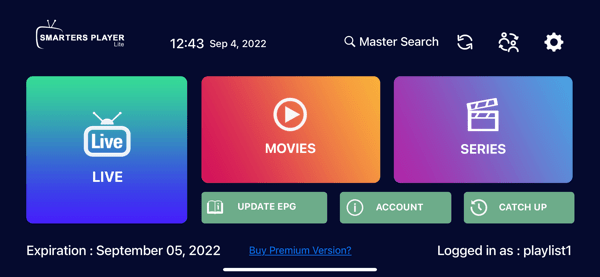 SMARTERS PLAYER
Lite
12:43 Sep 4, 2022
Master Search
Live
LIVE
MOVIES
SERIES
UPDATE EPG
ACCOUNT
CATCH UP
Expiration : September 05, 2022
Buy Premium Version?
Logged in as : playlist1